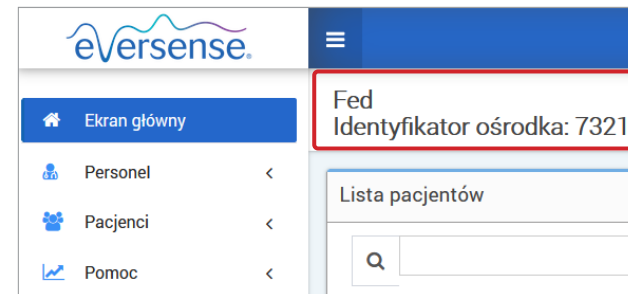 eversense.
Fed
Identyfikator ośrodka: 7321
Ekran główny
Personel
Pacjenci
Pomoc
Lista pacjentów